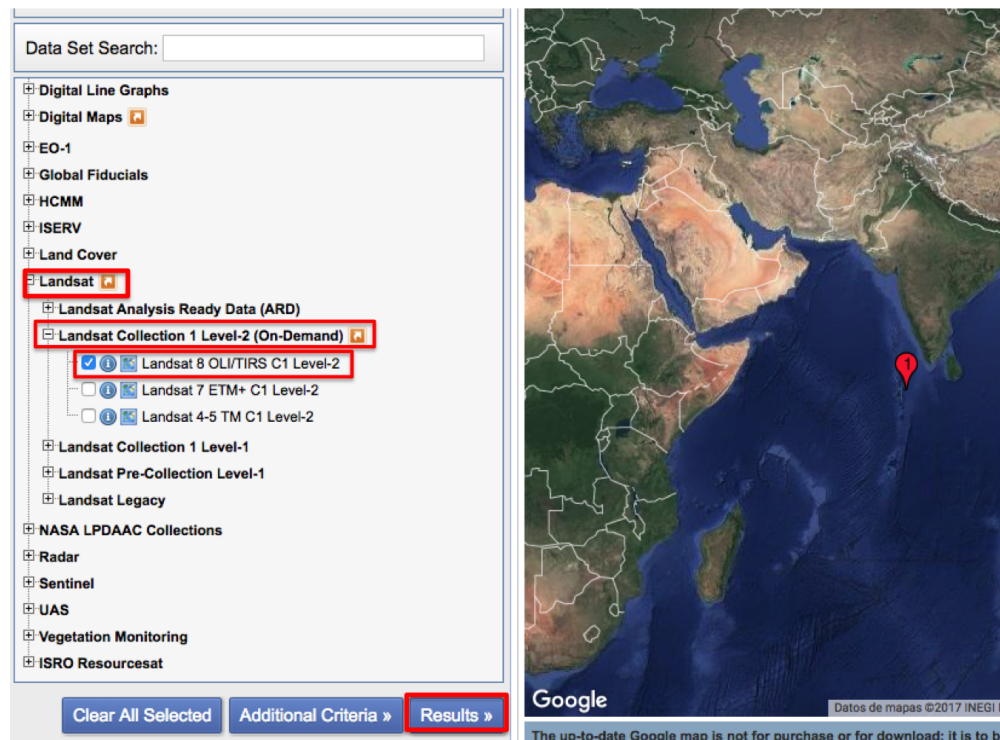 Data Set Search:
Digital Line Graphs
Digital Maps
EO-1
Global Fiducials
HCMM
ISERV
Land Cover
Landsat
Landsat Analysis Ready Data (ARD)
Landsat Collection 1 Level-2 (On-Demand)
Landsat 8 OLI/TIRS C1 Level-2
Landsat 7 ETM+ C1 Level-2
Landsat 4-5 TM C1 Level-2
Landsat Collection 1 Level-1
Landsat Pre-Collection Level-1
Landsat Legacy
NASA LPDAAC Collections
Radar
Sentinel
UAS
Vegetation Monitoring
ISRO Resourcesat
Clear All Selected
Additional Criteria »
Results »
1
Google
Datos de mapas ©2017 INEGI
The up-to-date Google map is not for purchase or for download; it is to b